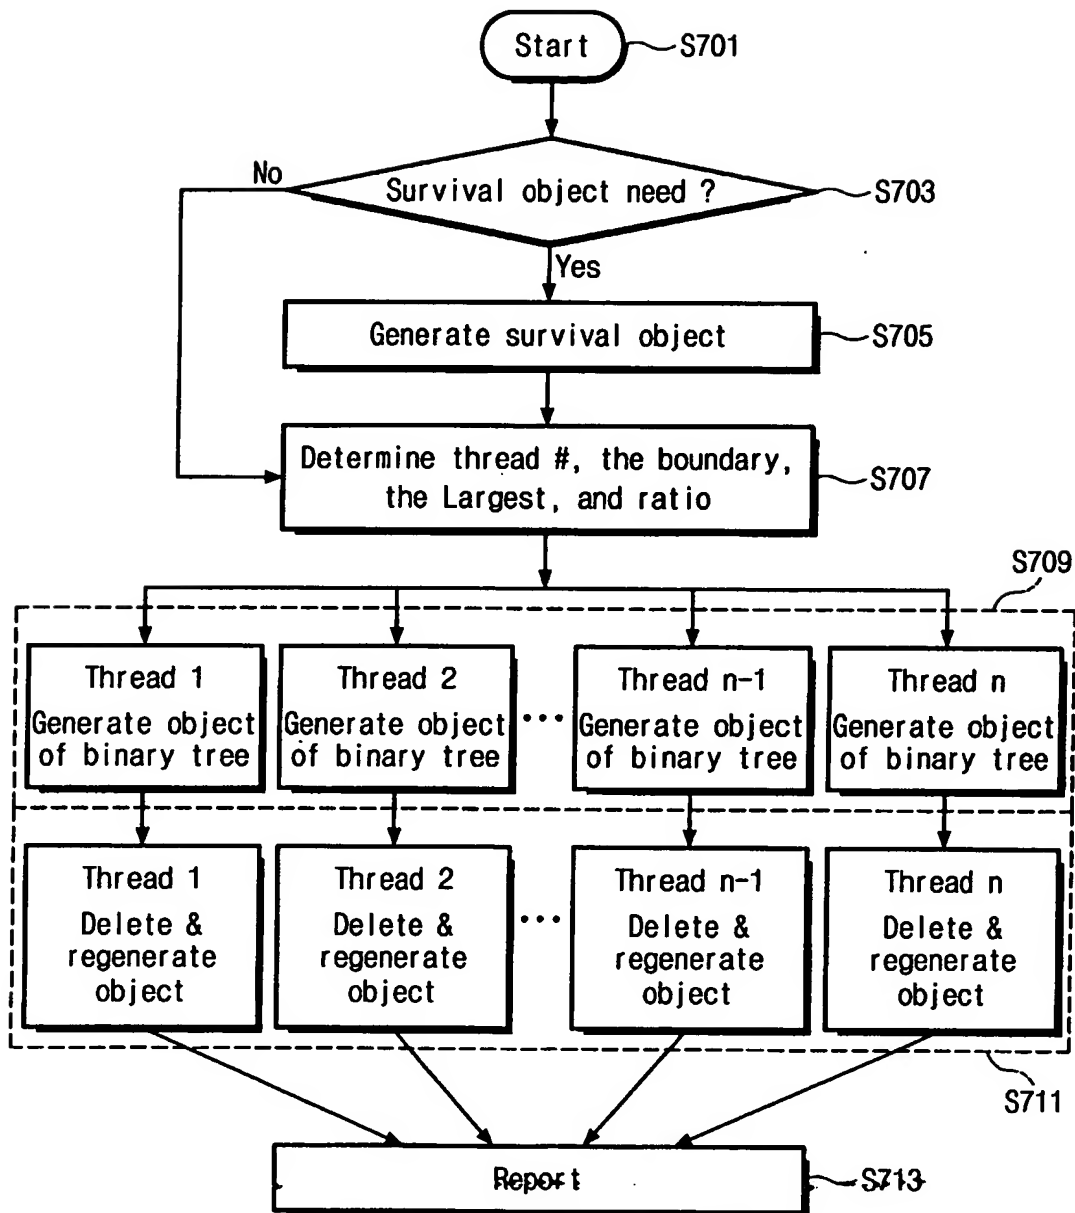 Start
S701
No
Survival object need ?
S703
Yes
Generate survival object
S705
Determine thread #, the boundary,
the Largest, and ratio
S707
S709
Thread 1
Generate object
of binary tree
Thread 2
Generate object
of binary tree
...
Thread n-1
Generate object
of binary tree
Thread n
Generate object
of binary tree
Thread 1
Delete &
regenerate
object
Thread 2
Delete &
regenerate
object
...
Thread n-1
Delete &
regenerate
object
Thread n
Delete &
regenerate
object
S711
Report
S713